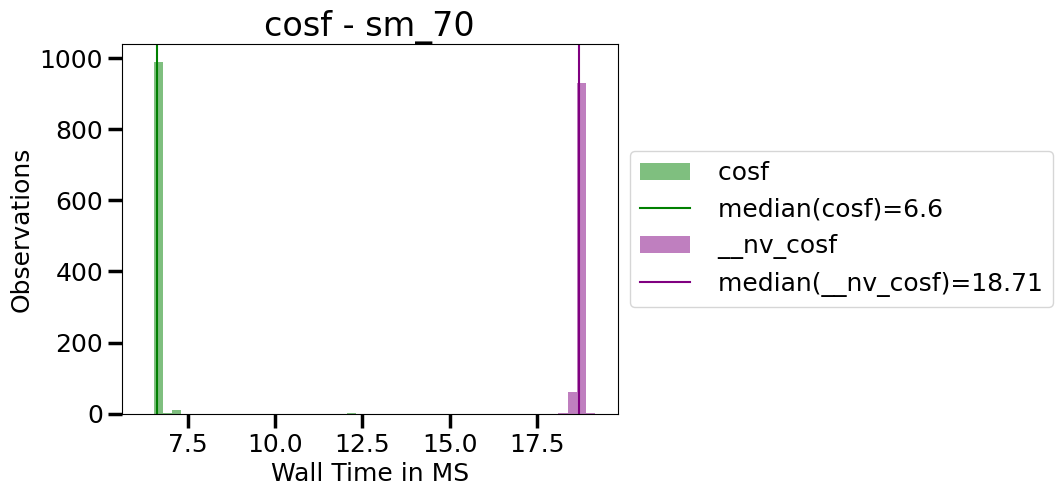 cosf - sm_70
1000
800
600
400
200
0
Observations
7.5 10.0 12.5 15.0 17.5
Wall Time in MS
cosf
median(cosf)=6.6
__nv_cosf
median(__nv_cosf)=18.71